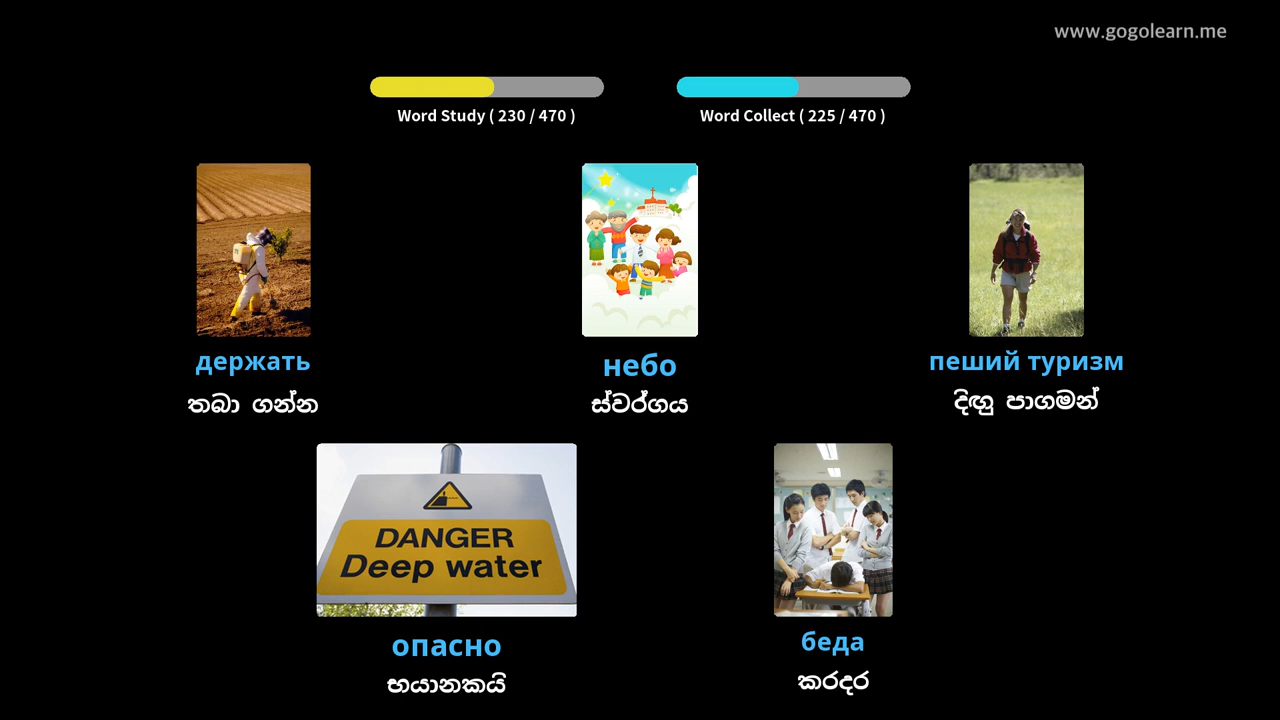 www.gogolearn.me
Word Study ( 230 / 470 )
Word Collect ( 225 / 470 )
держать
තබා ගන්න
небо
ස්වර්ගය
пеший туризм
දිඟු පාගමන්
DANGER
Deep water
опасно
භයානකයි
беда
කරදර